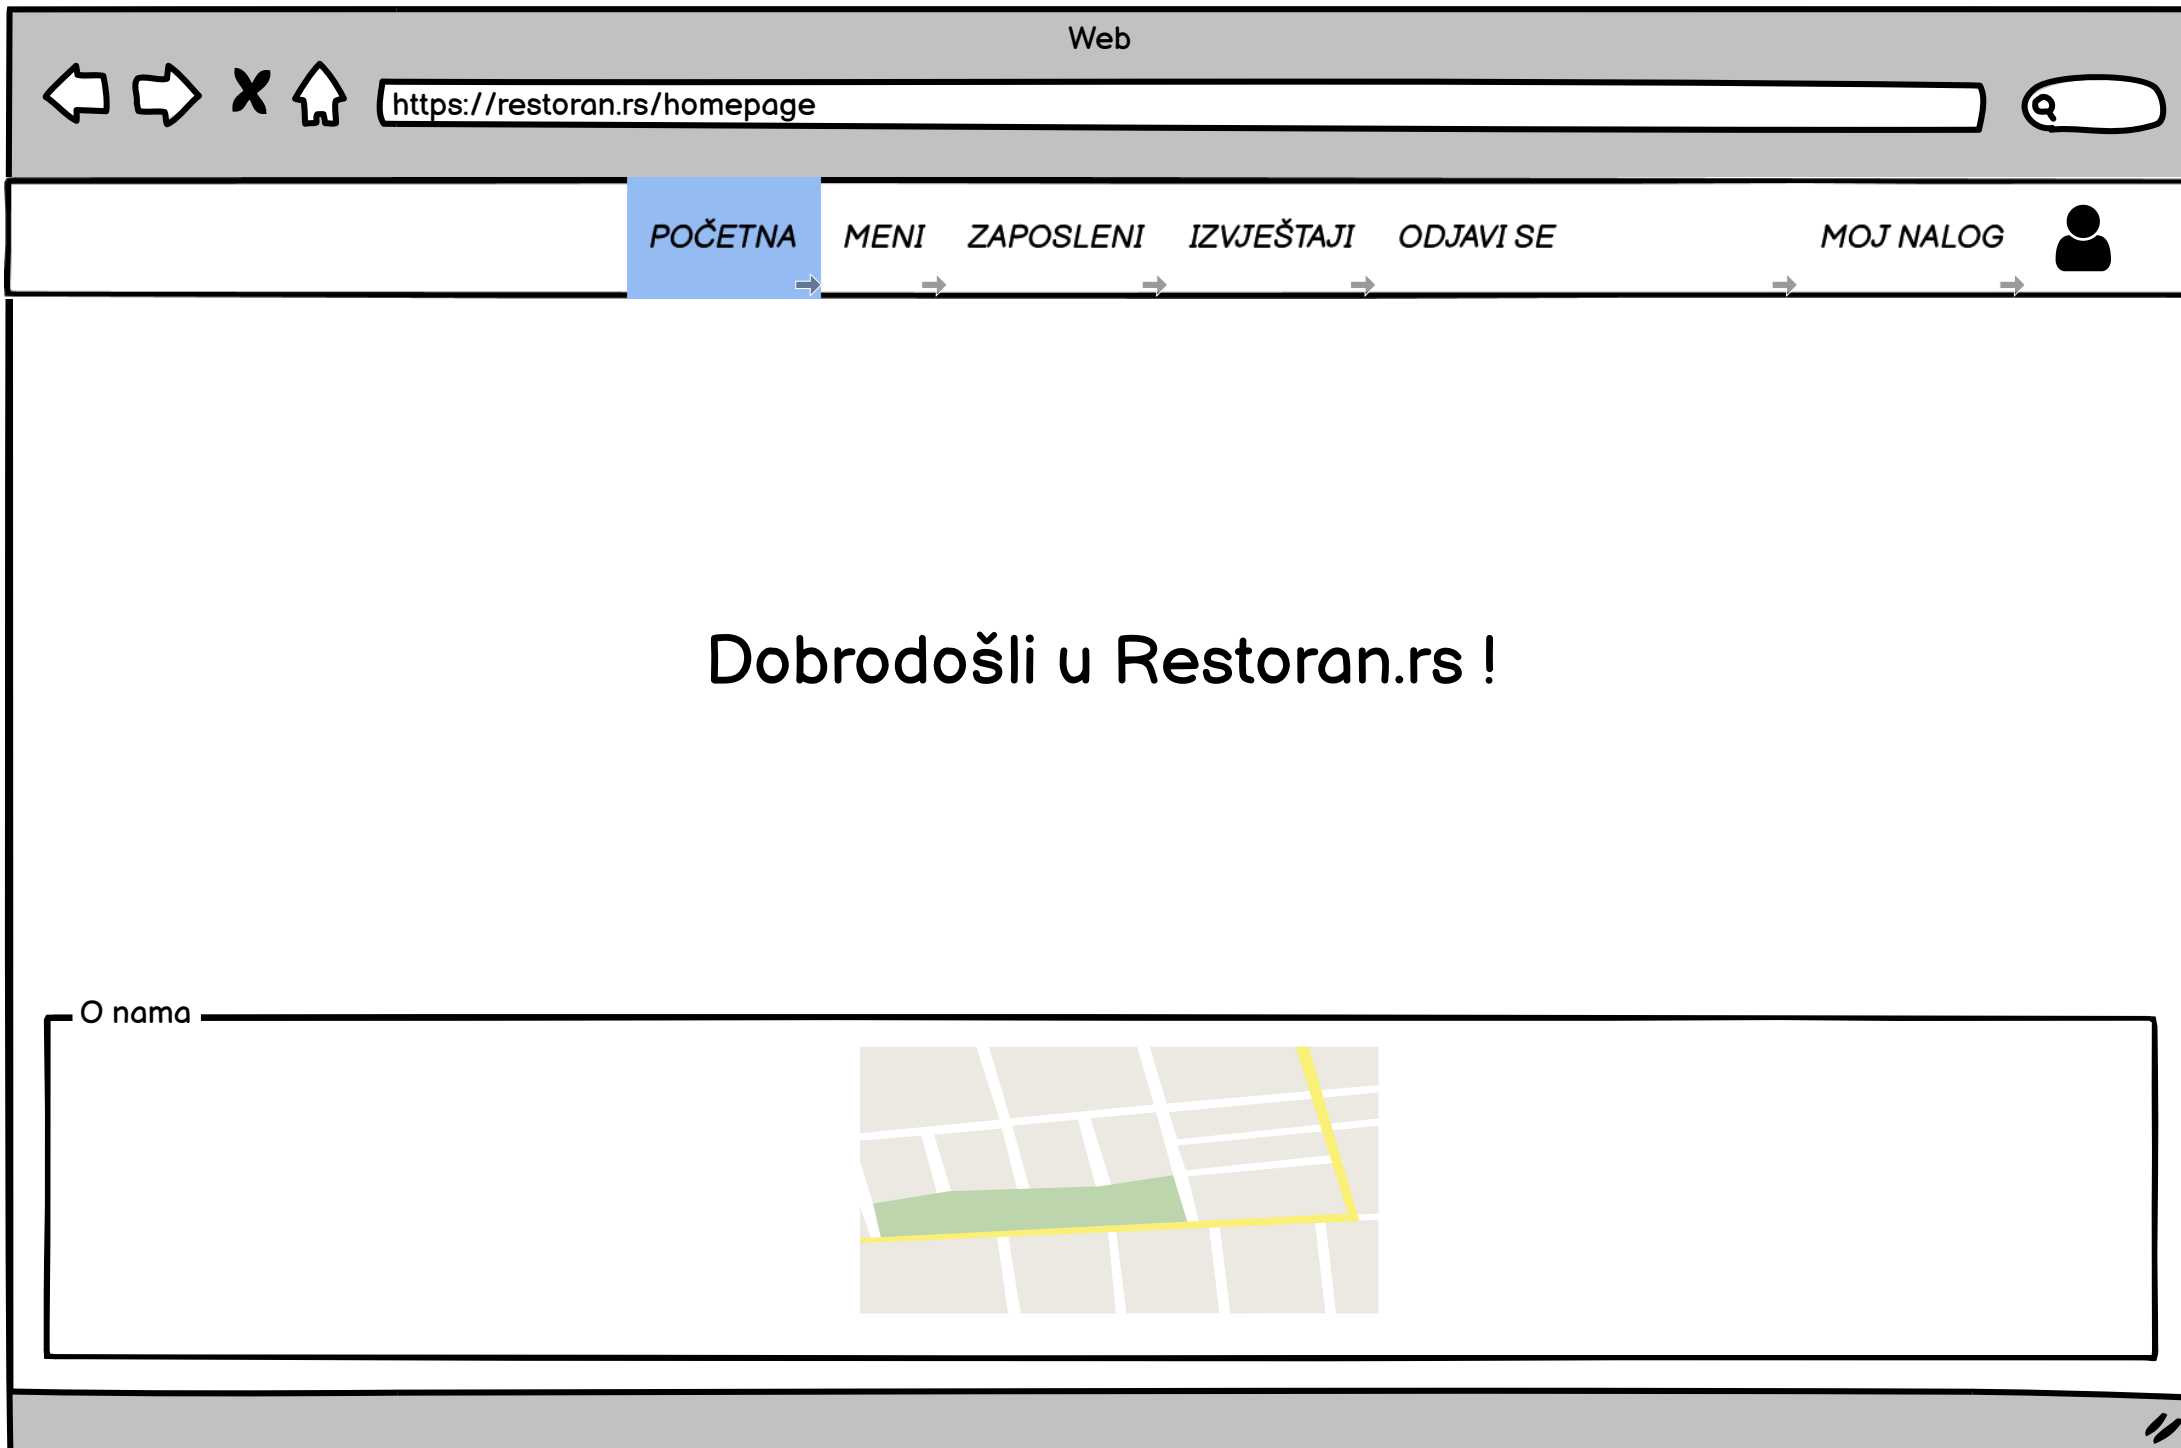 Web
https://restoran.rs/homepage
POČETNA MENI ZAPOSLENI IZVJEŠTAJI ODJAVI SE MOJ NALOG
Dobrodošli u Restoran.rs !
O nama